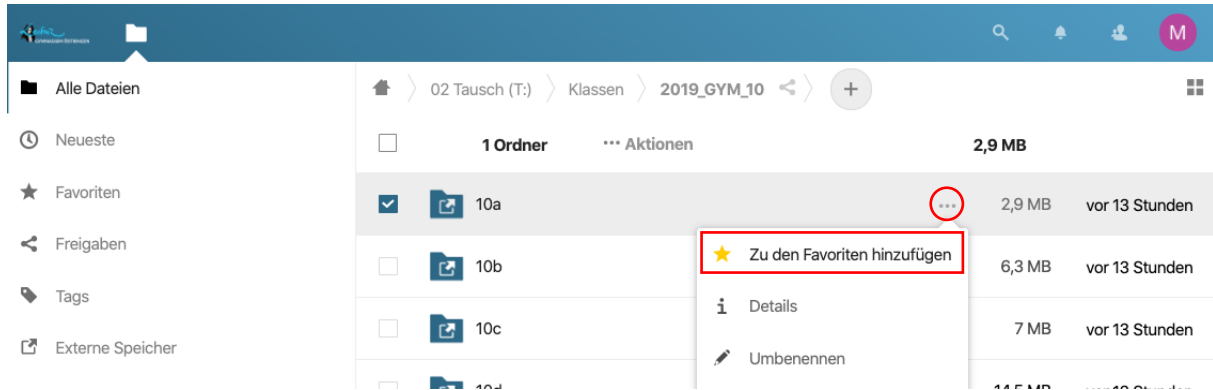 M
Alle Dateien
02 Tausch (T:) Klassen 2019_GYM_10 +
Neueste
1 Ordner ••• Aktionen 2,9 MB
Favoriten
10a ••• 2,9 MB vor 13 Stunden
Freigaben
Zu den Favoriten hinzufügen
10b 6,3 MB vor 13 Stunden
Tags
Details
10c 7 MB vor 13 Stunden
Externe Speicher
Umbenennen